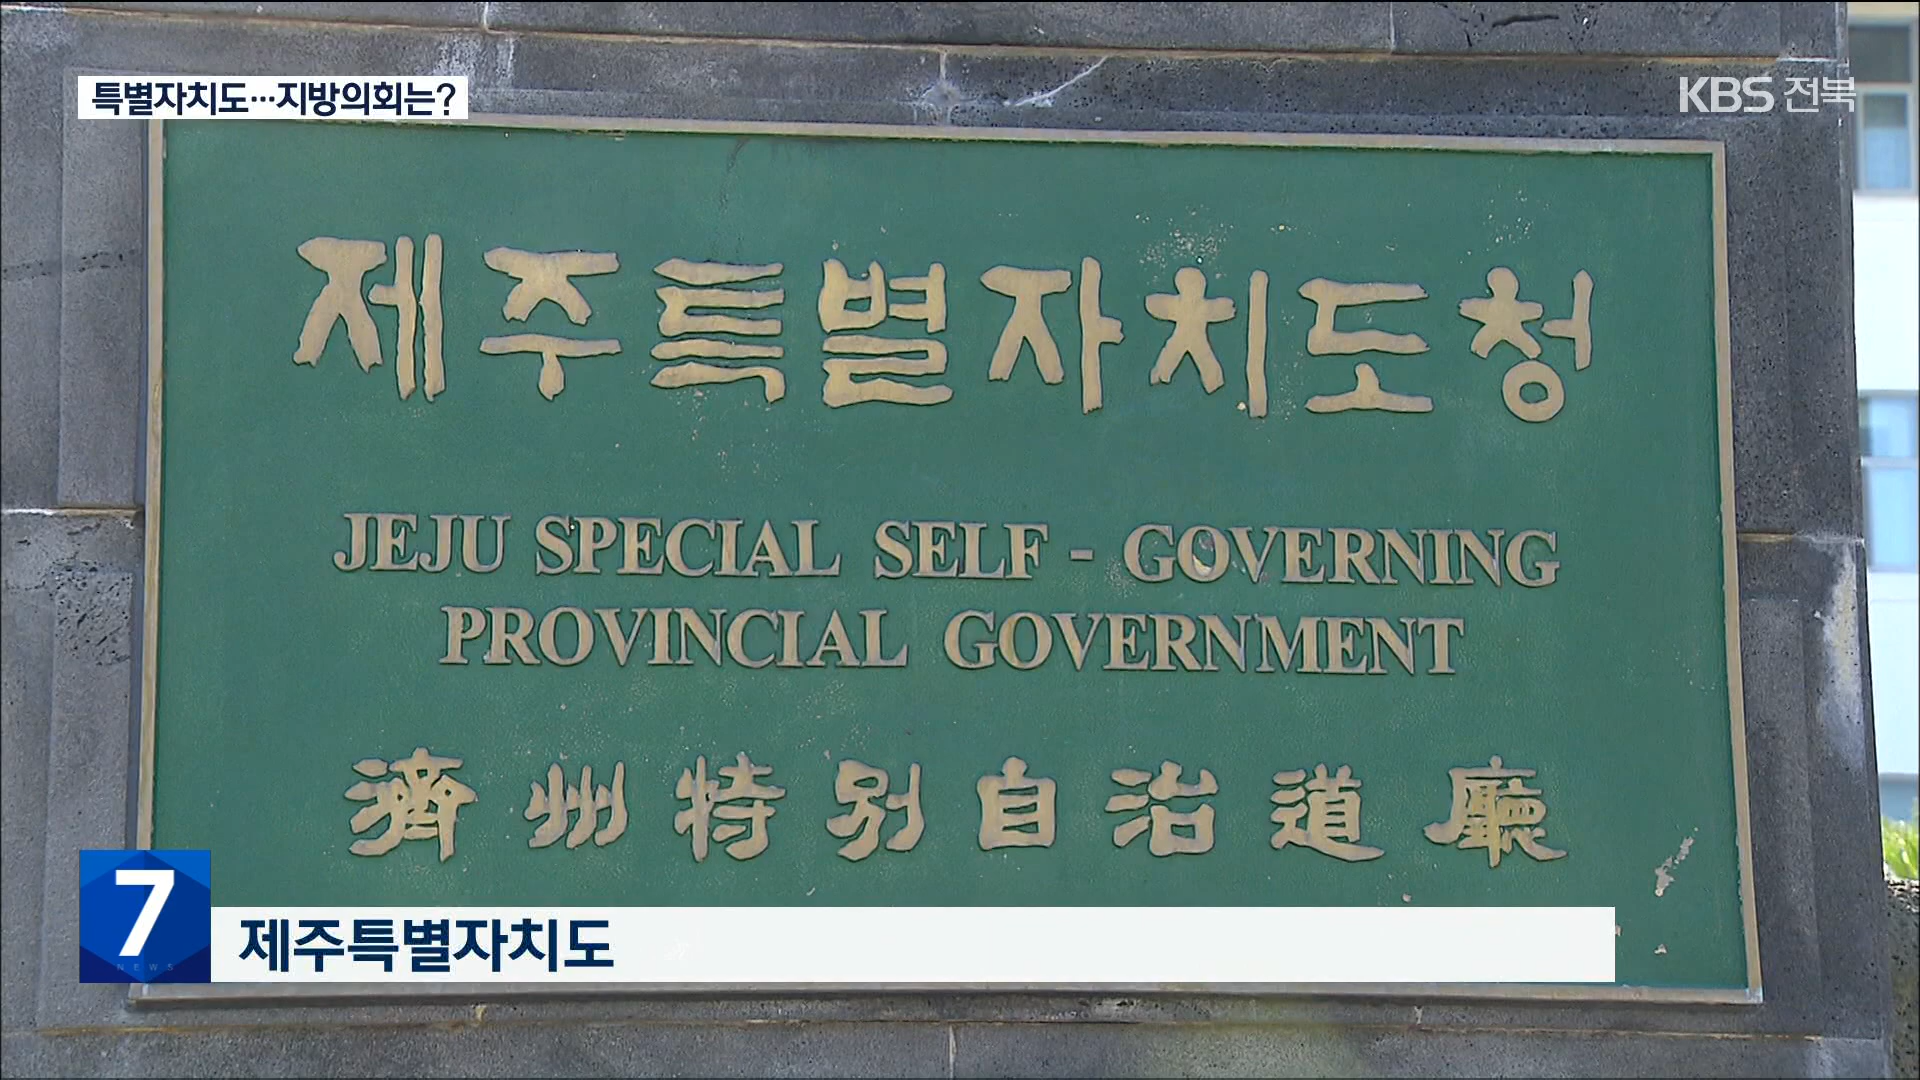 특별자치도…지방의회는?
KBS 전북
제주특별자치도청
JEJU SPECIAL SELF - GOVERNING
PROVINCIAL GOVERNMENT
濟州特别自治道廳
7
NEWS
제주특별자치도